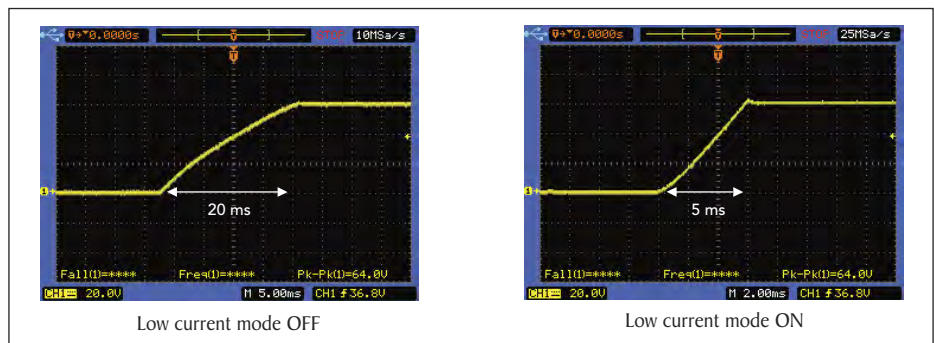 0.0000s
STOP
10MSa/s
T
1
20 ms
Fall(1)=****
Freq(1)=****
Pk-Pk(1)=64.0V
CH1 20.0V
M 5.00ms
CH1 36.8V
Low current mode OFF
0.0000s
STOP
25MSa/s
T
1
5 ms
Fall(1)=****
Freq(1)=****
Pk-Pk(1)=64.0V
CH1 20.0V
M 2.00ms
CH1 36.8V
Low current mode ON